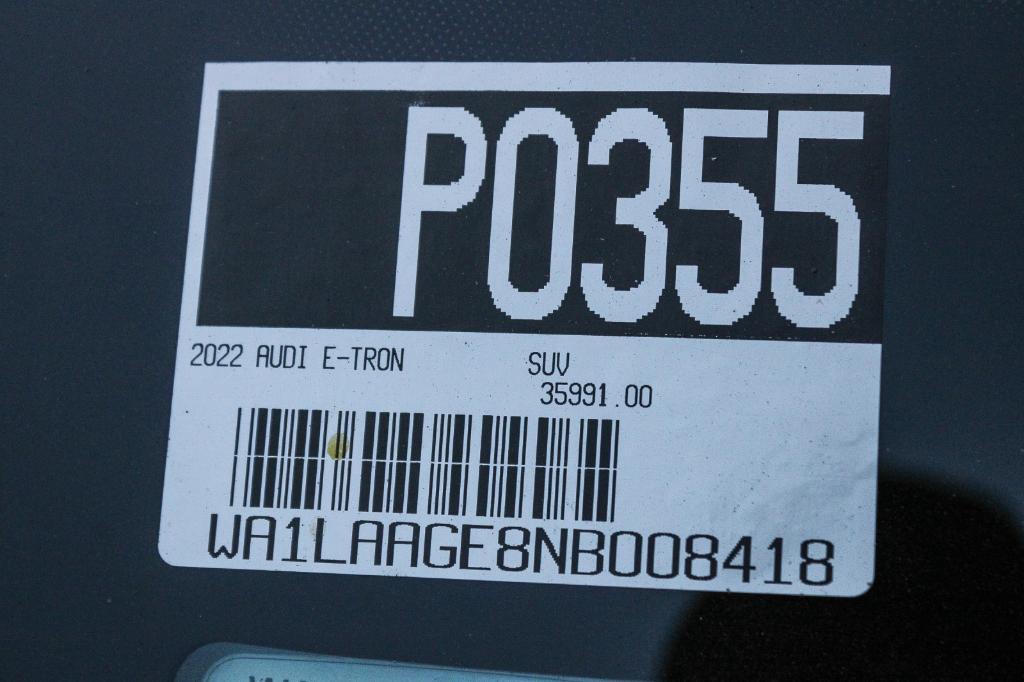 P0355
2022 AUDI E-TRON SUV
35991.00
WA1LAAGE8NB008418